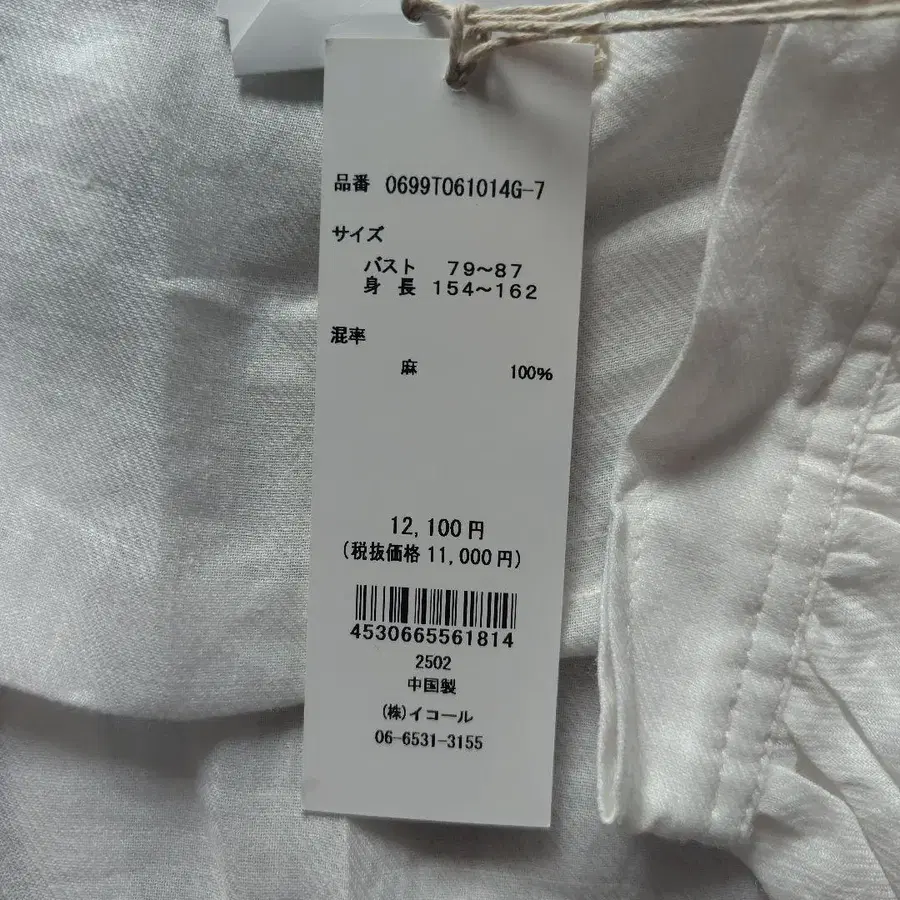 品番 0699T061014G-7
サイズ
バスト 79～87
身 長 154～162
混率
麻 100%
12,100円
(税抜価格 11,000円)
4530665561814
2502
中国製
(株)イコール
06-6531-3155